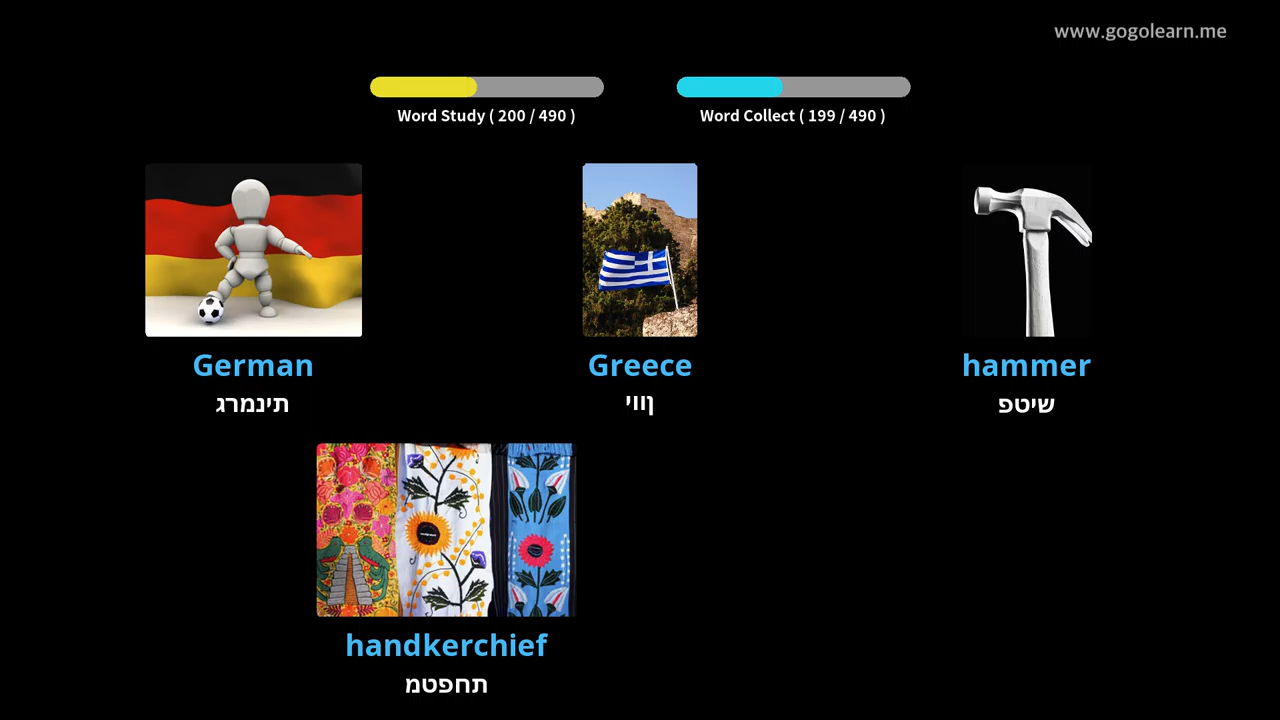 www.gogolearn.me
Word Study ( 200 / 490 )
Word Collect ( 199 / 490 )
German
תינמרג
Greece
ןווי
hammer
שיטפ
handkerchief
תחפטמ